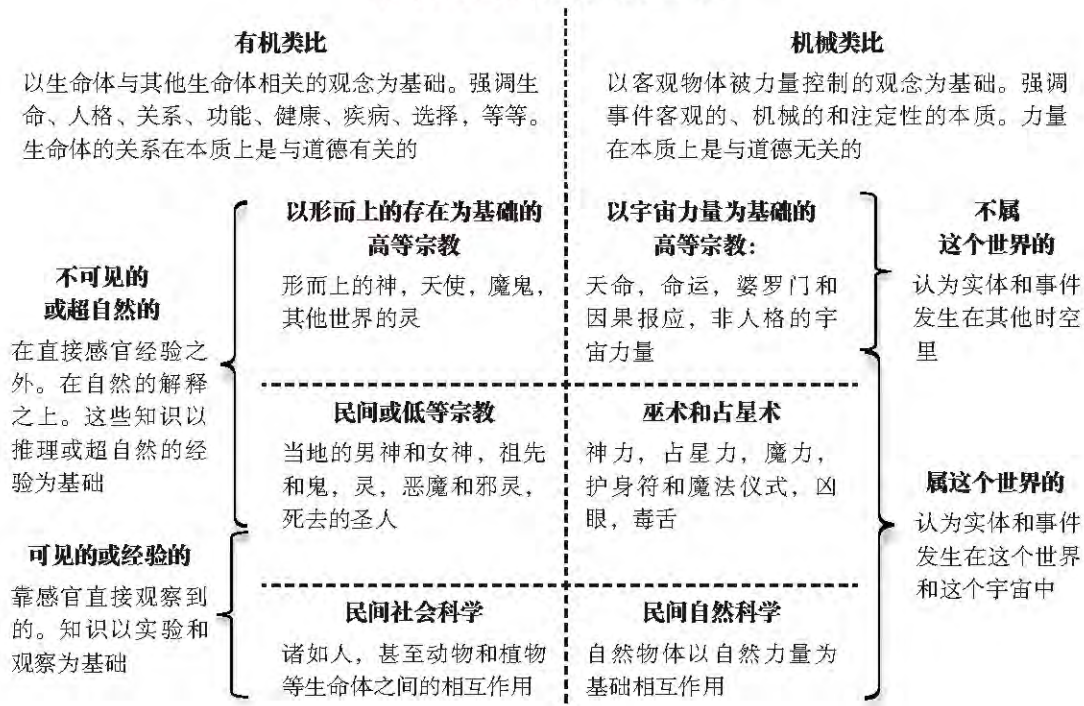 有机类比
以生命体与其他生命体相关的观念为基础。强调生
命、人格、关系、功能、健康、疾病、选择，等等。
生命体的关系在本质上是与道德有关的
机械类比
以客观物体被力量控制的观念为基础。强调
事件客观的、机械的和注定性的本质。力量
在本质上是与道德无关的
不可见的
或超自然的
在直接感官经验之
外。在自然的解释
之上。这些知识以
推理或超自然的经
验为基础
以形而上的存在为基础的
高等宗教
形而上的神，天使，魔鬼，
其他世界的灵
以宇宙力量为基础的
高等宗教：
天命，命运，婆罗门和
因果报应，非人格的宇
宙力量
不属
这个世界的
认为实体和事件
发生在其他时空
里
民间或低等宗教
当地的男神和女神，祖先
和鬼，灵，恶魔和邪灵，
死去的圣人
巫术和占星术
神力，占星力，魔力，
护身符和魔法仪式，凶
眼，毒舌
属这个世界的
认为实体和事件
发生在这个世界
和这个宇宙中
可见的或经验的
靠感官直接观察到
的。知识以实验和
观察为基础
民间社会科学
诸如人，甚至动物和植物
等生命体之间的相互作用
民间自然科学
自然物体以自然力量为
基础相互作用